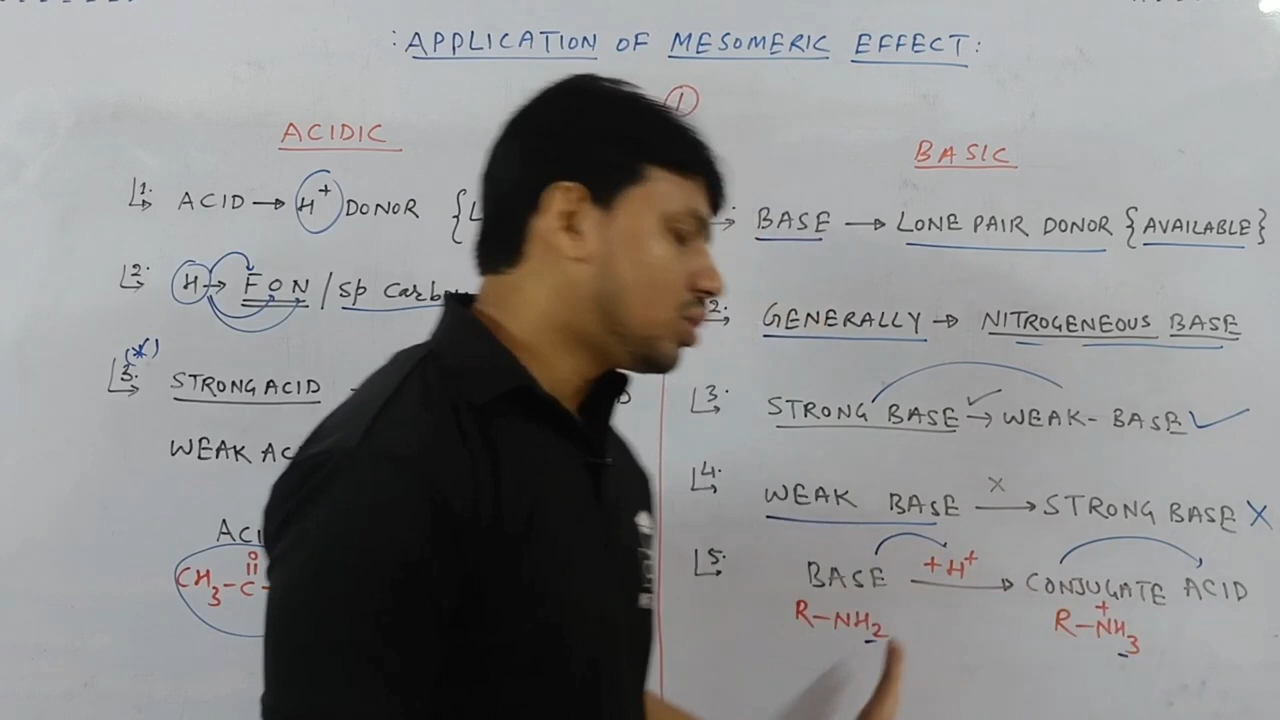 : APPLICATION OF MESOMERIC EFFECT :
①
ACIDIC
1. ACID → H⁺ DONOR {
2. H → F O N / sp carb
(*)
3. STRONG ACID
WEAK AC
ACI
O
CH₃-C-
BASIC
BASE → LONE PAIR DONOR {AVAILABLE}
2. GENERALLY → NITROGENEOUS BASE
3. STRONG BASE → WEAK-BASE ✓
4. WEAK BASE → STRONG BASE X
5. BASE +H⁺ → CONJUGATE ACID
R-NH₂ R-N⁺H₃